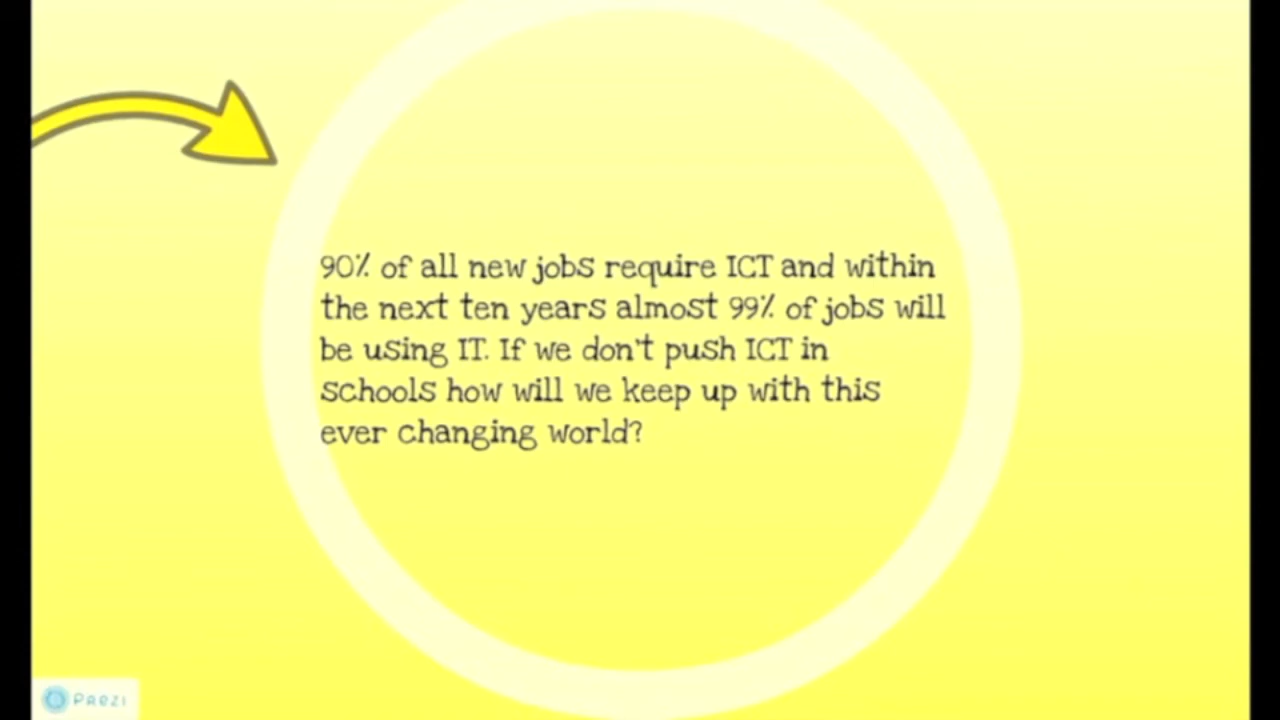 90% of all new jobs require ICT and within
the next ten years almost 99% of jobs will
be using IT. If we don't push ICT in
schools how will we keep up with this
ever changing world?
PREZI